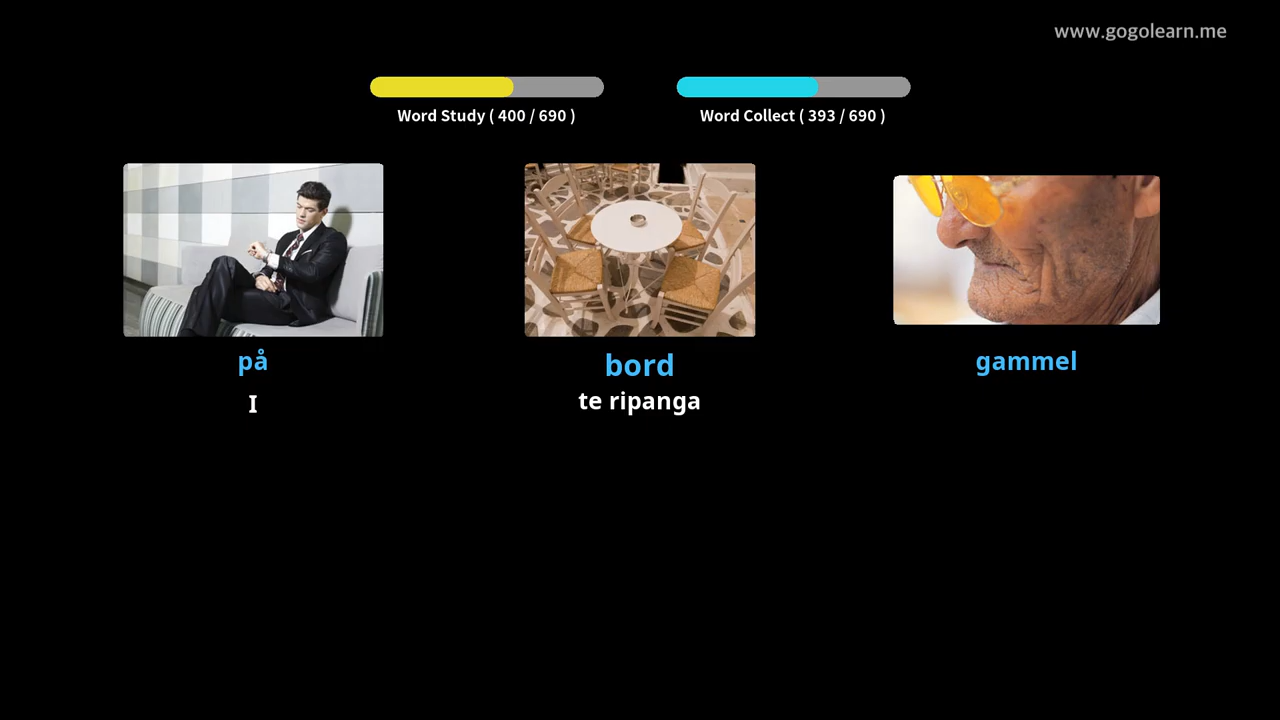 www.gogolearn.me
Word Study ( 400 / 690 )
Word Collect ( 393 / 690 )
på
bord
gammel
I
te ripanga